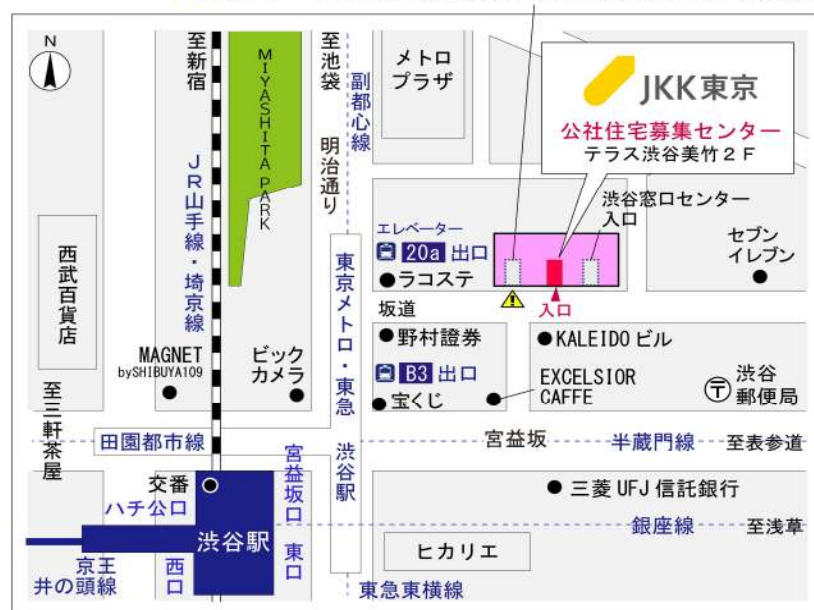 N
至新宿
MIYASHITA PARK
至池袋
明治通り
副都心線
メトロ
プラザ
JKK東京
公社住宅募集センター
テラス渋谷美竹2F
JR山手線・埼京線
エレベーター
20a 出口
ラコステ
渋谷窓口センター
入口
セブン
イレブン
西武百貨店
東京メトロ・東急
渋谷駅
坂道
入口
野村證券
KALEIDO ビル
MAGNET
bySHIBUYA109
ビック
カメラ
B3 出口
EXCELSIOR
CAFFE
渋谷
郵便局
宝くじ
至三軒茶屋
田園都市線
宮益坂
半蔵門線
至表参道
交番
ハチ公口
宮益坂口
三菱 UFJ 信託銀行
渋谷駅
銀座線
至浅草
京王
井の頭線
西口
東口
ヒカリエ
東急東横線